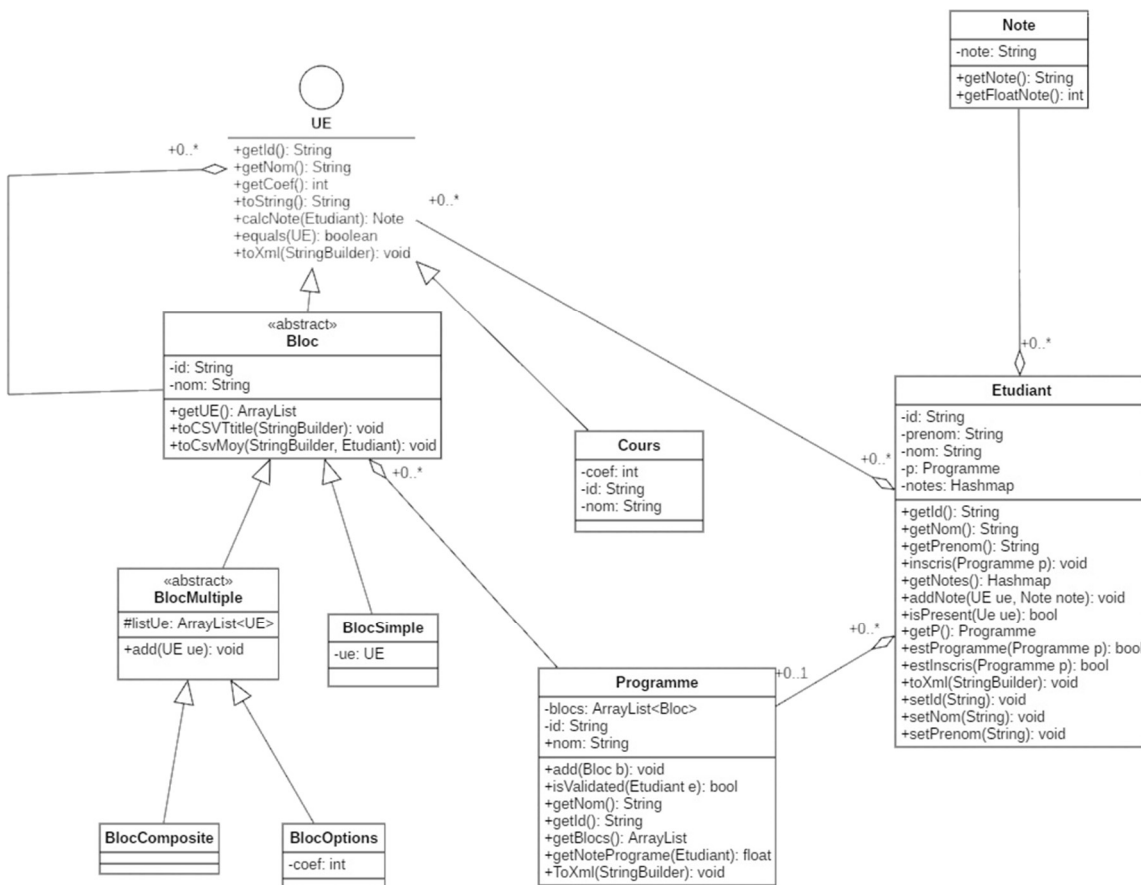 Note
-note: String
+getNote(): String
+getFloatNote(): int
UE
+0..*
+getId(): String
+getNom(): String
+getCoef(): int
+toString(): String
+calcNote(Etudiant): Note
+equals(UE): boolean
+toXml(StringBuilder): void
+0..*
«abstract»
Bloc
-id: String
-nom: String
+getUE(): ArrayList
+toCSVTtitle(StringBuilder): void
+toCsvMoy(StringBuilder, Etudiant): void
+0..*
Cours
-coef: int
-id: String
-nom: String
+0..*
+0..*
Etudiant
-id: String
-prenom: String
-nom: String
-p: Programme
-notes: Hashmap
+getId(): String
+getNom(): String
+getPrenom(): String
+inscris(Programme p): void
+getNotes(): Hashmap
+addNote(UE ue, Note note): void
+isPresent(Ue ue): bool
+getP(): Programme
+estProgramme(Programme p): bool
+estInscris(Programme p): bool
+toXml(StringBuilder): void
+setId(String): void
+setNom(String): void
+setPrenom(String): void
+0..*
+0..1
«abstract»
BlocMultiple
#listUe: ArrayList<UE>
+add(UE ue): void
BlocSimple
-ue: UE
Programme
-blocs: ArrayList<Bloc>
-id: String
+nom: String
+add(Bloc b): void
+isValidated(Etudiant e): bool
+getNom(): String
+getId(): String
+getBlocs(): ArrayList
+getNotePrograme(Etudiant): float
+ToXml(StringBuilder): void
BlocComposite
BlocOptions
-coef: int